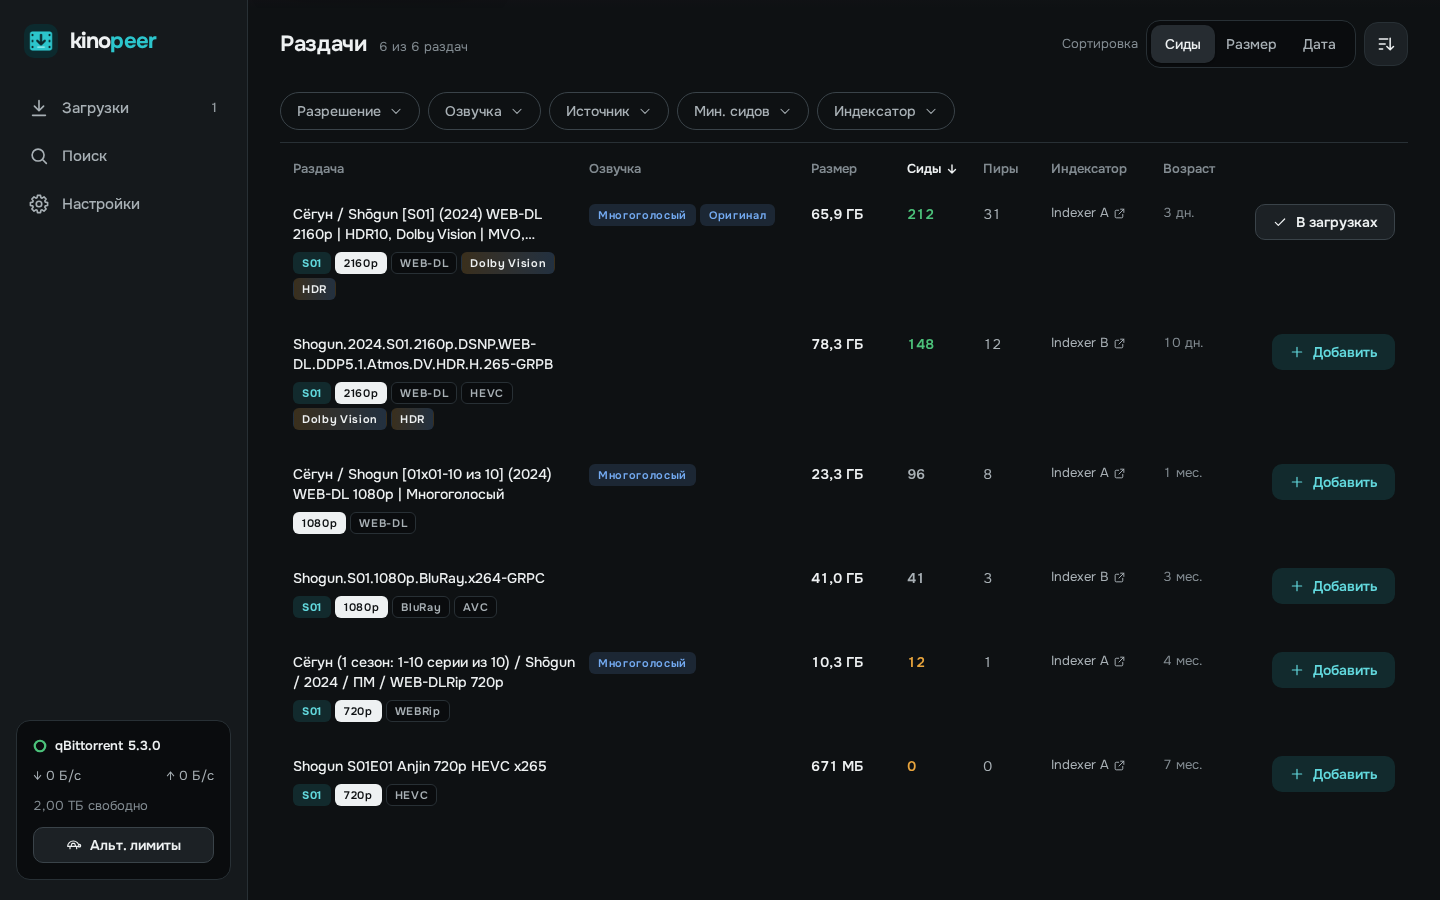 kinopeer
Загрузки 1
Поиск
Настройки
qBittorrent 5.3.0
↓ 0 Б/с ↑ 0 Б/с
2,00 ТБ свободно
Альт. лимиты
Раздачи 6 из 6 раздач
Сортировка Сиды Размер Дата
Разрешение Озвучка Источник Мин. сидов Индексатор
Раздача Озвучка Размер Сиды ↓ Пиры Индексатор Возраст
Сёгун / Shōgun [S01] (2024) WEB-DL
2160p | HDR10, Dolby Vision | MVO,...
S01 2160p WEB-DL Dolby Vision
HDR
Многоголосый Оригинал 65,9 ГБ 212 31 Indexer A 3 дн. В загрузках
Shogun.2024.S01.2160p.DSNP.WEB-
DL.DDP5.1.Atmos.DV.HDR.H.265-GRPB
S01 2160p WEB-DL HEVC
Dolby Vision HDR
78,3 ГБ 148 12 Indexer B 10 дн. + Добавить
Сёгун / Shogun [01x01-10 из 10] (2024)
WEB-DL 1080p | Многоголосый
1080p WEB-DL
Многоголосый 23,3 ГБ 96 8 Indexer A 1 мес. + Добавить
Shogun.S01.1080p.BluRay.x264-GRPC
S01 1080p BluRay AVC
41,0 ГБ 41 3 Indexer B 3 мес. + Добавить
Сёгун (1 сезон: 1-10 серии из 10) / Shōgun
/ 2024 / ПМ / WEB-DLRip 720p
S01 720p WEBRip
Многоголосый 10,3 ГБ 12 1 Indexer A 4 мес. + Добавить
Shogun S01E01 Anjin 720p HEVC x265
S01 720p HEVC
671 МБ 0 0 Indexer A 7 мес. + Добавить